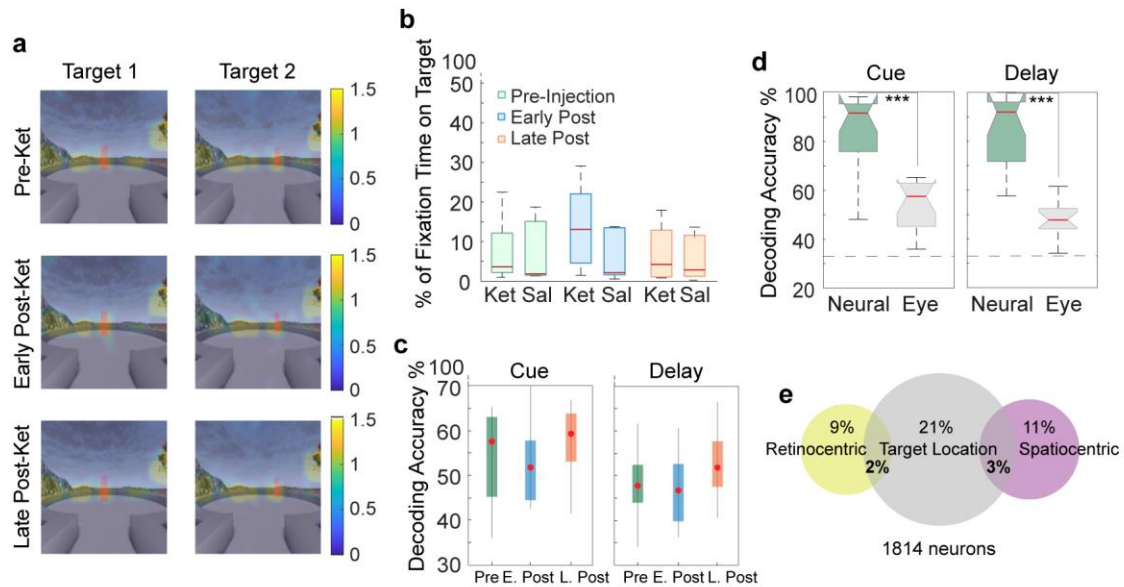 a
Target 1
Target 2
Pre-Ket
1.5
1
0.5
0
Early Post-Ket
1.5
1
0.5
0
Late Post-Ket
1.5
1
0.5
0
b
% of Fixation Time on Target
100
50
40
30
20
10
0
Pre-Injection
Early Post
Late Post
Ket Sal Ket Sal Ket Sal
c
Decoding Accuracy %
100
70
60
50
40
30
Cue
Delay
Pre E. Post L. Post
Pre E. Post L. Post
d
Cue
Delay
Decoding Accuracy %
100
80
60
40
20
***
***
Neural Eye
Neural Eye
e
9%
21%
11%
Retinocentric
Target Location
Spatiocentric
2%
3%
1814 neurons